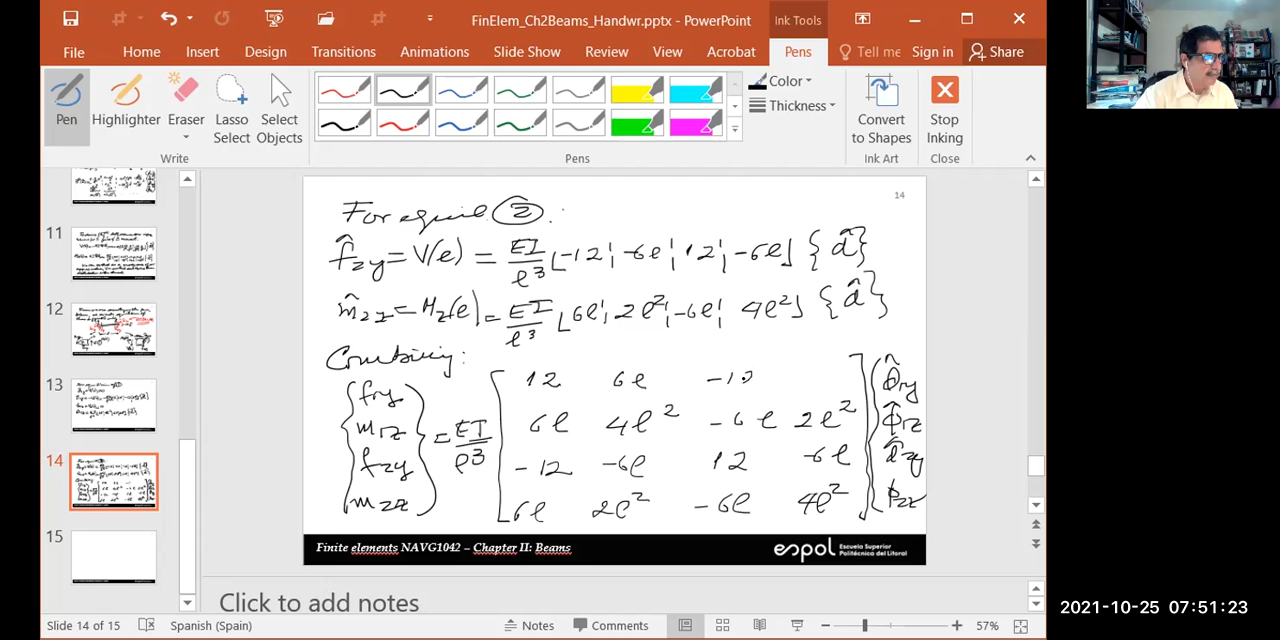 FinElem_Ch2Beams_Handwr.pptx - PowerPoint
Ink Tools
File Home Insert Design Transitions Animations Slide Show Review View Acrobat Pens Tell me Sign in Share
Pen Highlighter Eraser Lasso Select Select Objects
Color
Thickness
Convert to Shapes
Stop Inking
Write Pens Ink Art Close
11
12
13
14
15
14
For equil (2).
f̂2y = V(l) = EI/l³ [-12 ¦ -6l ¦ 12 ¦ -6l] { d̂ }
m̂2z = Mz(l) = EI/l³ [6l ¦ 2l² ¦ -6l ¦ 4l²] { d̂ }
Combining:
f1y 12 6l -12 d̂1y
m1z 6l 4l² -6l 2l² ϕ̂1z
= EI/l³
f2y -12 -6l 12 -6l d̂2y
m2z 6l 2l² -6l 4l² ϕ2z
Finite elements NAVG1042 – Chapter II: Beams
espol Escuela Superior Politécnica del Litoral
Click to add notes
Slide 14 of 15 Spanish (Spain) Notes Comments 57%
2021-10-25 07:51:23